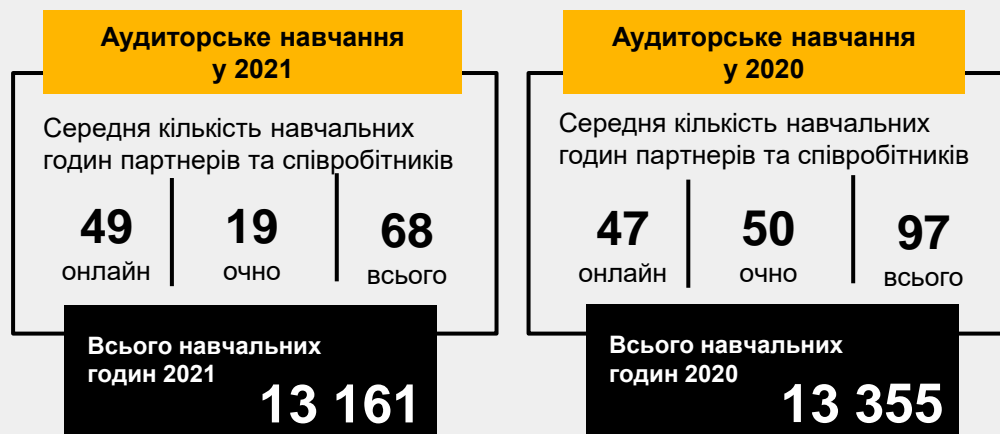 Аудиторське навчання
у 2021
Середня кількість навчальних
годин партнерів та співробітників
49
онлайн
19
очно
68
всього
Всього навчальних
годин 2021
13 161
Аудиторське навчання
у 2020
Середня кількість навчальних
годин партнерів та співробітників
47
онлайн
50
очно
97
всього
Всього навчальних
годин 2020
13 355